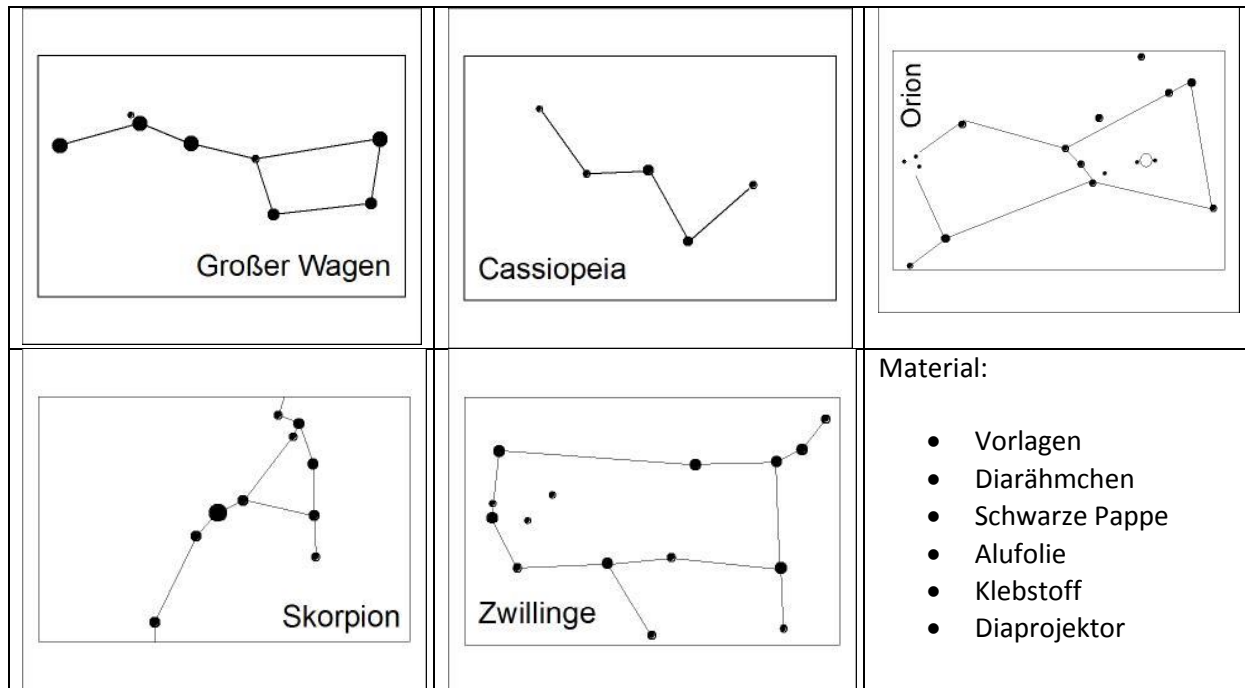 Großer Wagen
Cassiopeia
Orion
Skorpion
Zwillinge
Material:
• Vorlagen
• Diarähmchen
• Schwarze Pappe
• Alufolie
• Klebstoff
• Diaprojektor